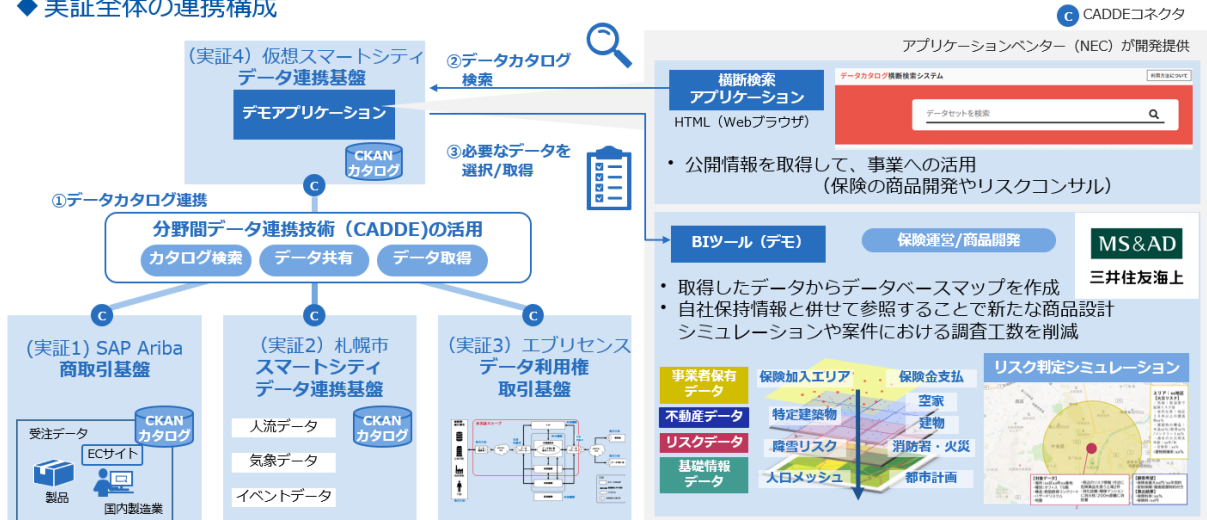 ◆ 実証全体の連携構成
C CADDEコネクタ
(実証4）仮想スマートシティ
データ連携基盤
デモアプリケーション
CKAN
カタログ
②データカタログ
検索
③必要なデータを
選択/取得
①データカタログ連携
C
分野間データ連携技術（CADDE)の活用
カタログ検索
データ共有
データ取得
C
C
C
(実証1) SAP Ariba
商取引基盤
CKAN
カタログ
受注データ
ECサイト
製品
国内製造業
(実証2）札幌市
スマートシティ
データ連携基盤
人流データ
CKAN
カタログ
気象データ
イベントデータ
(実証3）エブリセンス
データ利用権
取引基盤
アプリケーションベンター（NEC）が開発提供
横断検索
アプリケーション
HTML（Webブラウザ）
データカタログ横断検索システム
利用方法について
データセットを検索
• 公開情報を取得して、事業への活用
（保険の商品開発やリスクコンサル）
BIツール（デモ）
保険運営/商品開発
MS&AD
三井住友海上
• 取得したデータからデータベースマップを作成
• 自社保持情報と併せて参照することで新たな商品設計
シミュレーションや案件における調査工数を削減
事業者保有
データ
不動産データ
リスクデータ
基礎情報
データ
保険加入エリア
保険金支払
空家
特定建築物
建物
降雪リスク
消防署・火災
人口メッシュ
都市計画
リスク判定シミュレーション